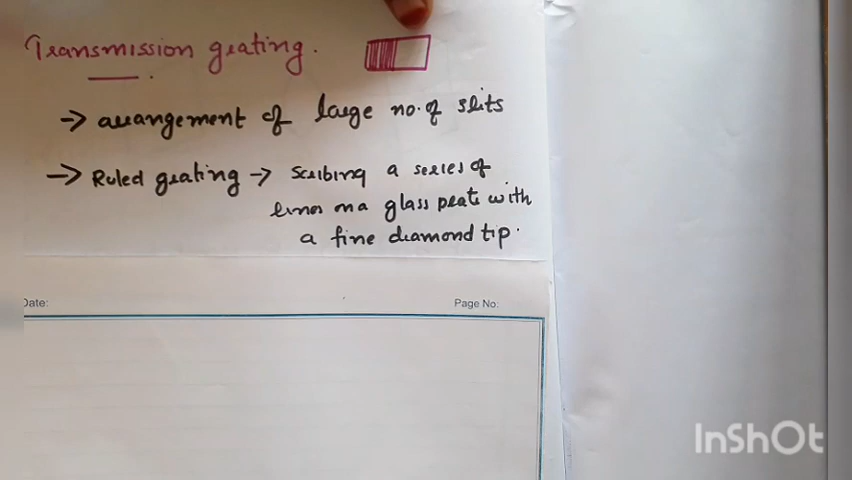 Transmission grating.
→ arrangement of large no. of slits
→ Ruled grating → scribing a series of
lines on a glass plate with
a fine diamond tip.
Date:
Page No:
InShOt